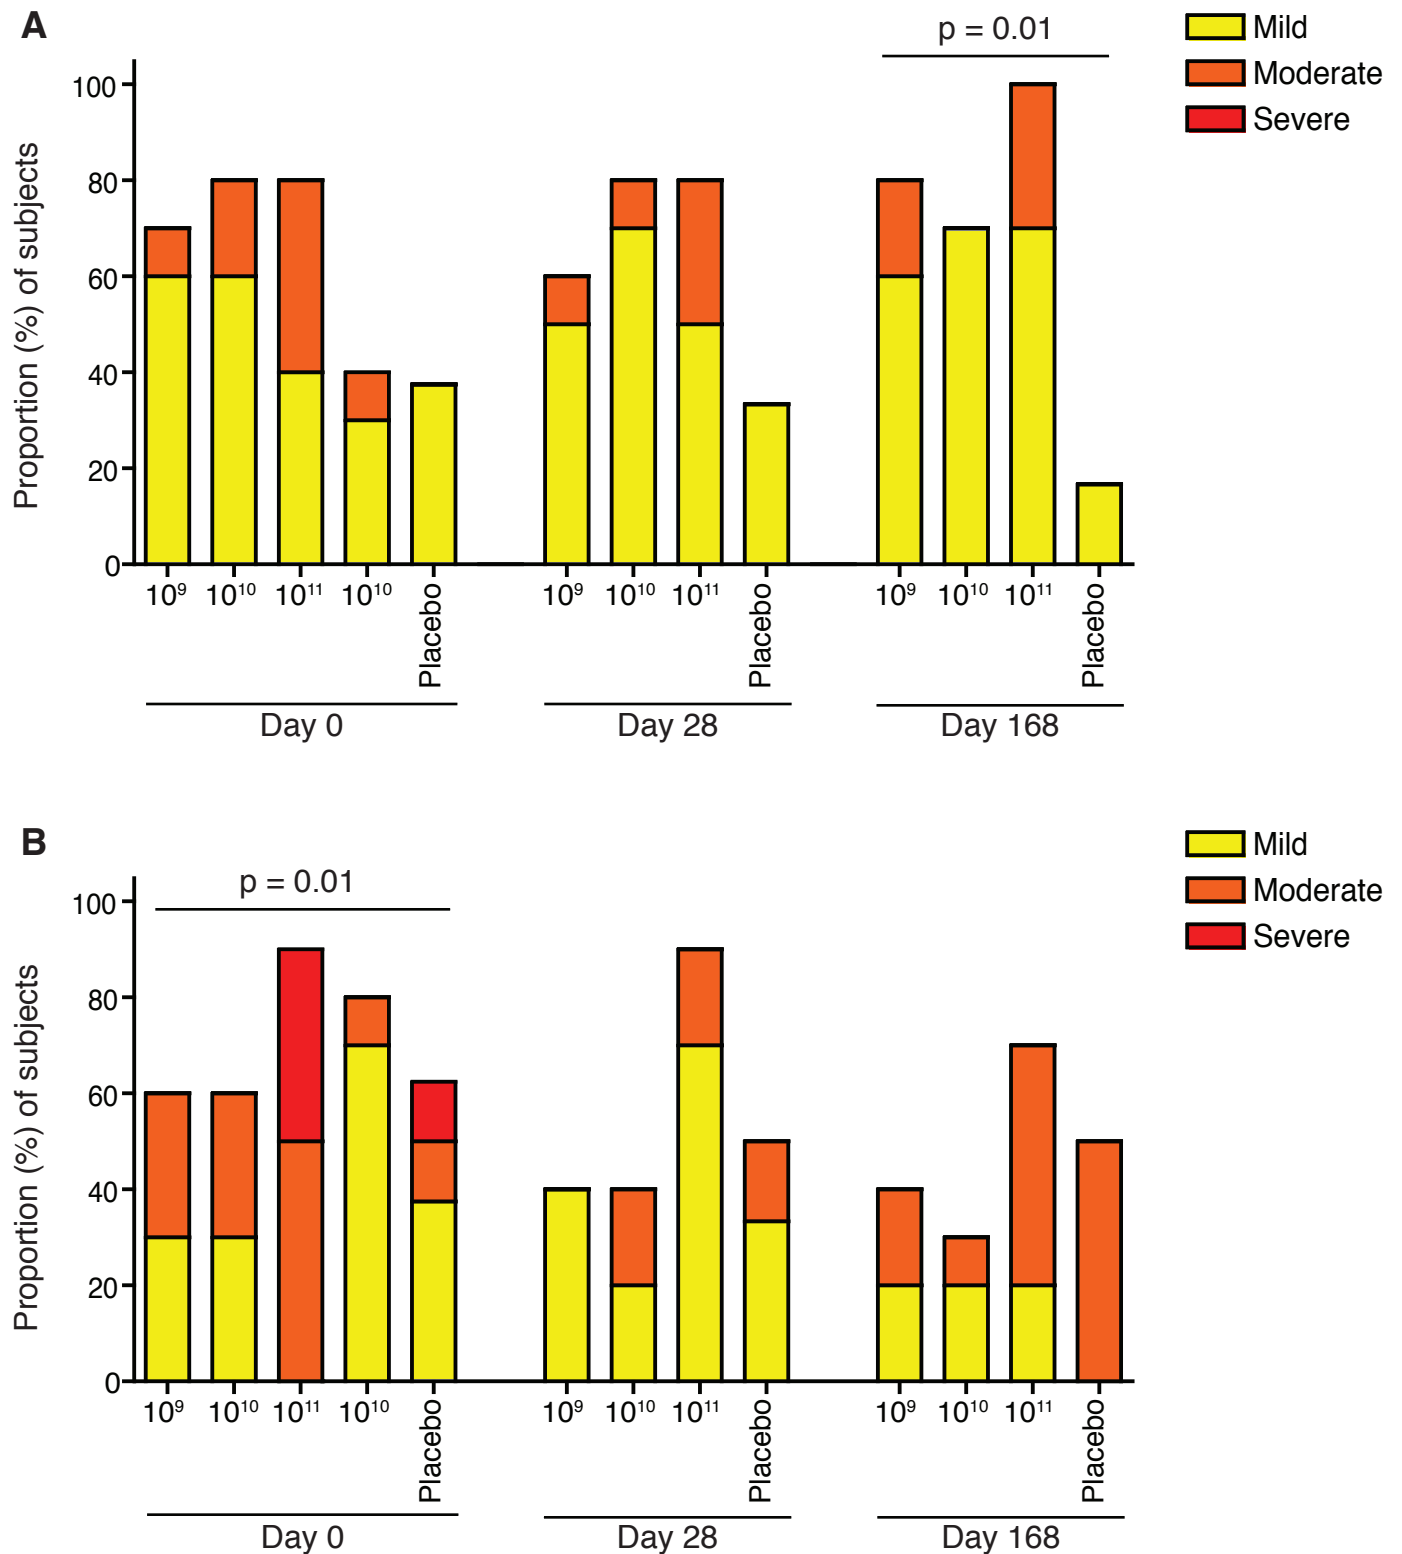 A
p = 0.01
Mild
Moderate
Severe
Proportion (%) of subjects
100
80
60
40
20
0
10⁹ 10¹⁰ 10¹¹ 10¹⁰ Placebo 10⁹ 10¹⁰ 10¹¹ Placebo 10⁹ 10¹⁰ 10¹¹ Placebo
Day 0 Day 28 Day 168
B
p = 0.01
Mild
Moderate
Severe
Proportion (%) of subjects
100
80
60
40
20
0
10⁹ 10¹⁰ 10¹¹ 10¹⁰ Placebo 10⁹ 10¹⁰ 10¹¹ Placebo 10⁹ 10¹⁰ 10¹¹ Placebo
Day 0 Day 28 Day 168